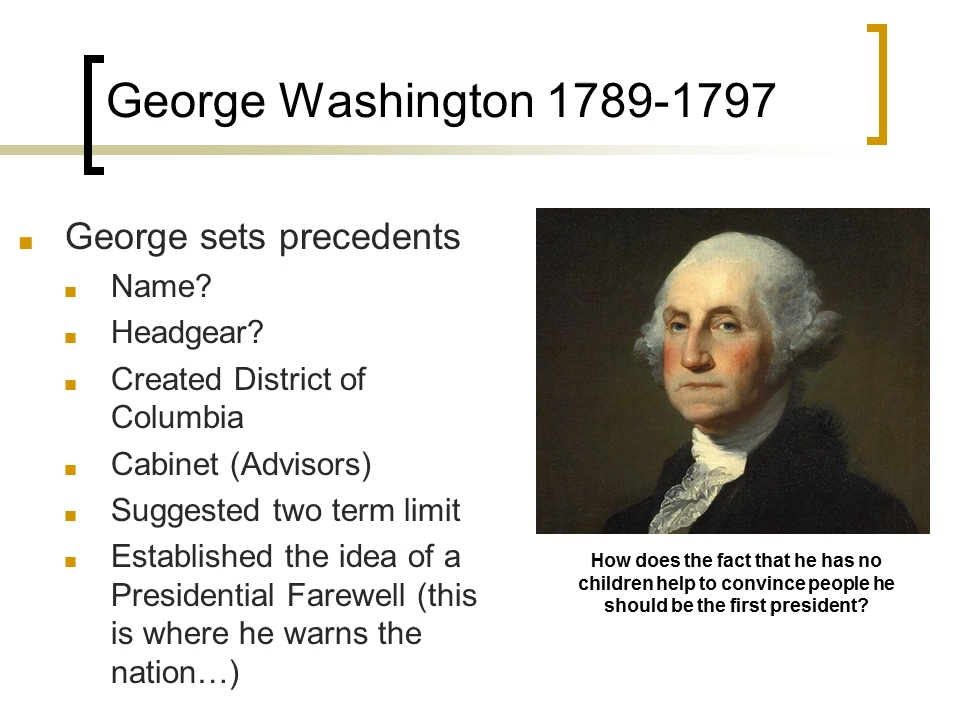 George Washington 1789-1797
George sets precedents
Name?
Headgear?
Created District of
Columbia
Cabinet (Advisors)
Suggested two term limit
Established the idea of a
Presidential Farewell (this
is where he warns the
nation…)
How does the fact that he has no
children help to convince people he
should be the first president?